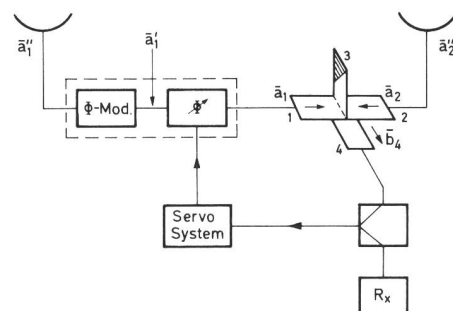 ā₁″
ā₁′
ā₂″
Φ-Mod.
Φ
ā₁
ā₂
1
2
3
4
b̄₄
Servo
System
Rₓ